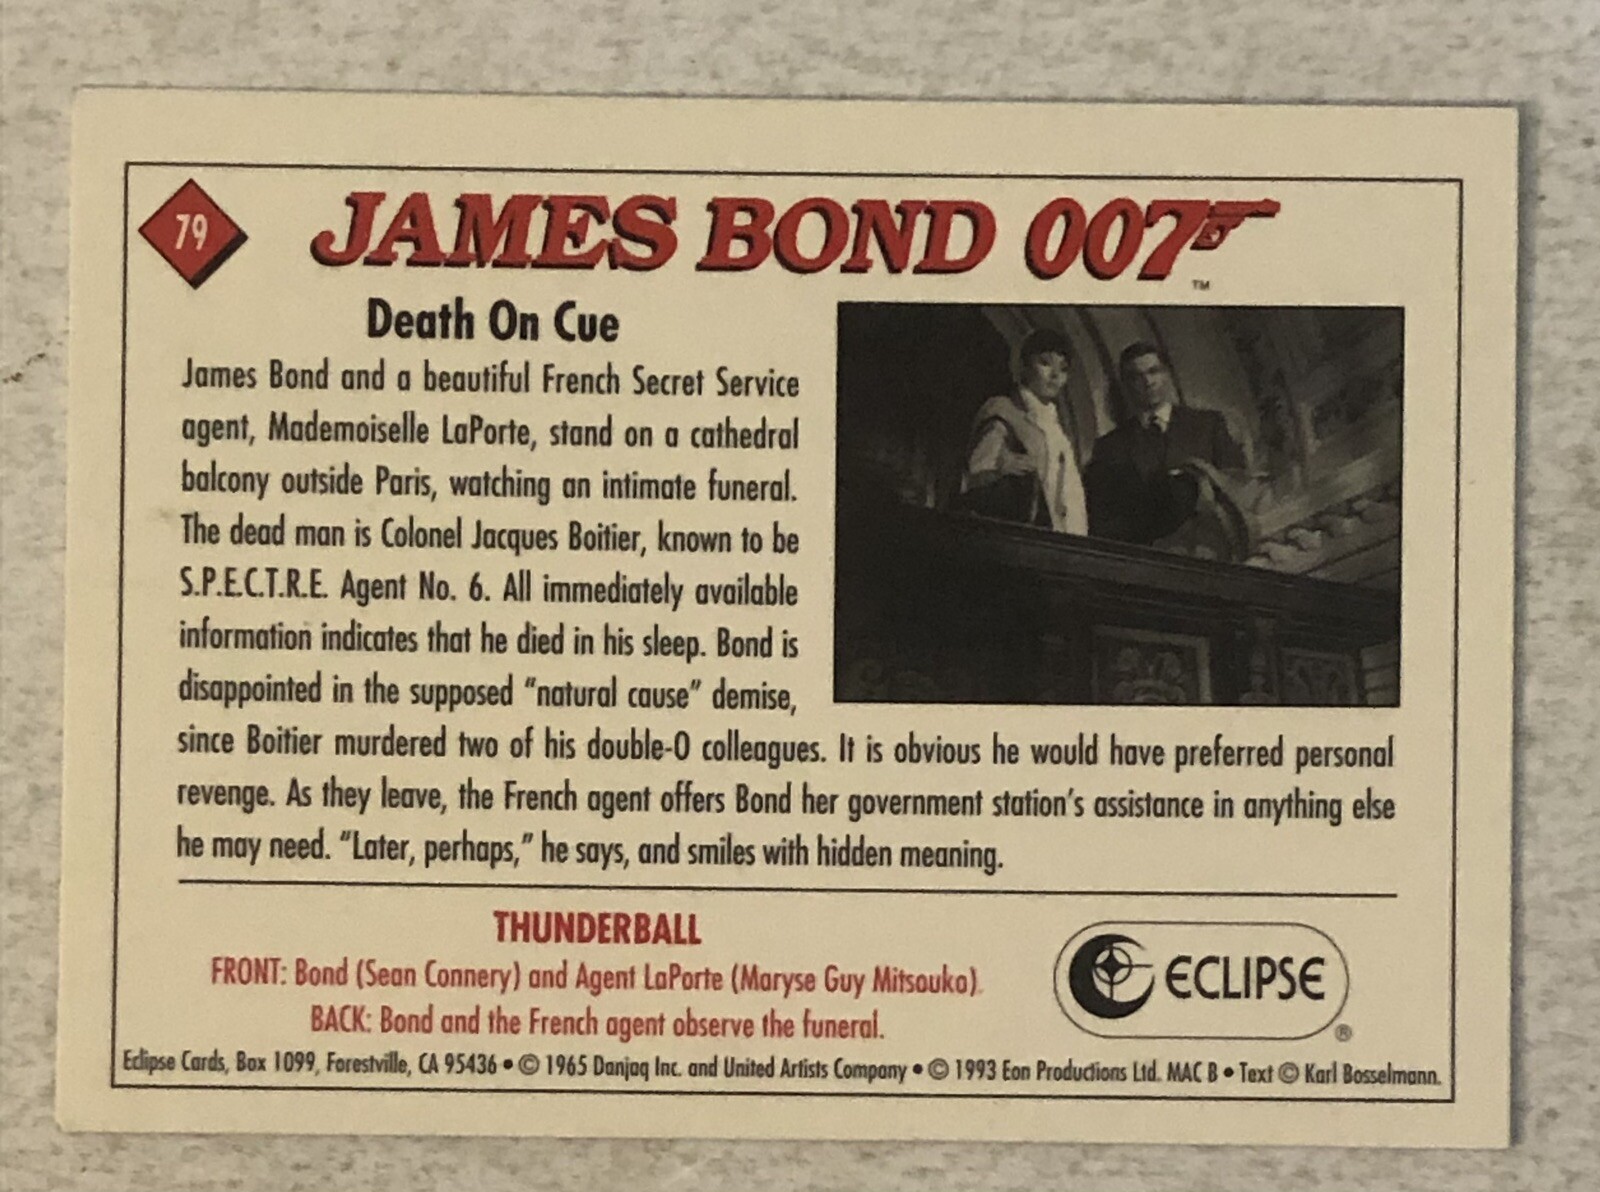 79
JAMES BOND 007
TM
Death On Cue
James Bond and a beautiful French Secret Service
agent, Mademoiselle LaPorte, stand on a cathedral
balcony outside Paris, watching an intimate funeral.
The dead man is Colonel Jacques Boitier, known to be
S.P.E.C.T.R.E. Agent No. 6. All immediately available
information indicates that he died in his sleep. Bond is
disappointed in the supposed "natural cause" demise,
since Boitier murdered two of his double-O colleagues. It is obvious he would have preferred personal
revenge. As they leave, the French agent offers Bond her government station's assistance in anything else
he may need. "Later, perhaps," he says, and smiles with hidden meaning.
THUNDERBALL
FRONT: Bond (Sean Connery) and Agent LaPorte (Maryse Guy Mitsouko).
BACK: Bond and the French agent observe the funeral.
ECLIPSE
®
Eclipse Cards, Box 1099, Forestville, CA 95436 • © 1965 Danjaq Inc. and United Artists Company • © 1993 Eon Productions Ltd. MAC B • Text © Karl Bosselmann.